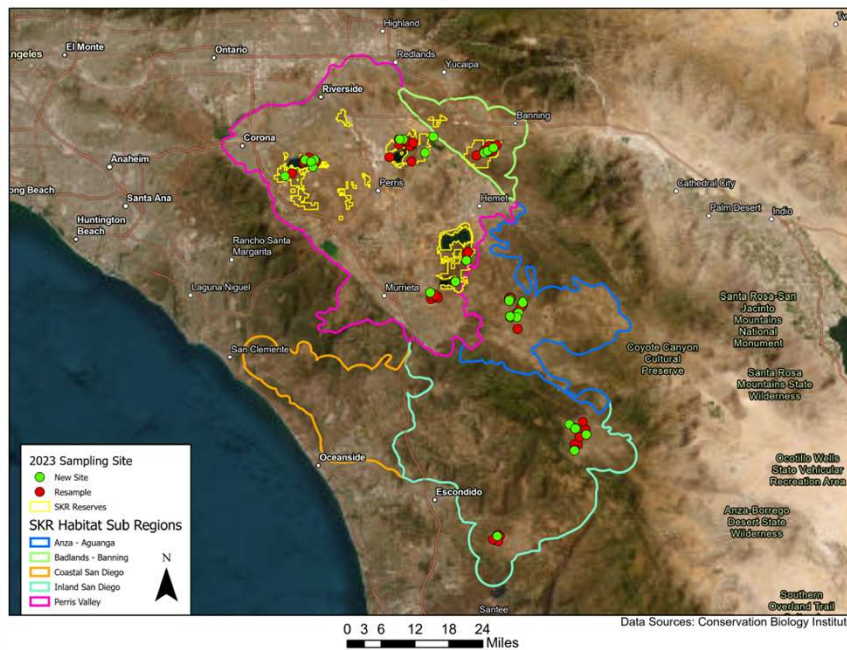 Highland
El Monte
Ontario
Redlands
Angeles
Yucaipa
Riverside
Banning
Corona
Anaheim
Perris
Cathedral City
Santa Ana
Hemet
Palm Desert
Indio
Huntington
Beach
Rancho Santa
Margarita
Laguna Niguel
Murrieta
Santa Rosa-San
Jacinto
Mountains
National
Monument
San Clemente
Coyote Canyon
Cultural
Preserve
Santa Rosa
Mountains State
Wilderness
Oceanside
Escondido
Ocotillo Wells
State Vehicular
Recreation Area
Anza-Borrego
Desert State
Wilderness
Santee
Southern
Overland Trail
2023 Sampling Site
New Site
Resample
SKR Reserves
SKR Habitat Sub Regions
Anza - Aguanga
Badlands - Banning
Coastal San Diego
Inland San Diego
Perris Valley
N
Data Sources: Conservation Biology Institute
0 3 6 12 18 24
Miles